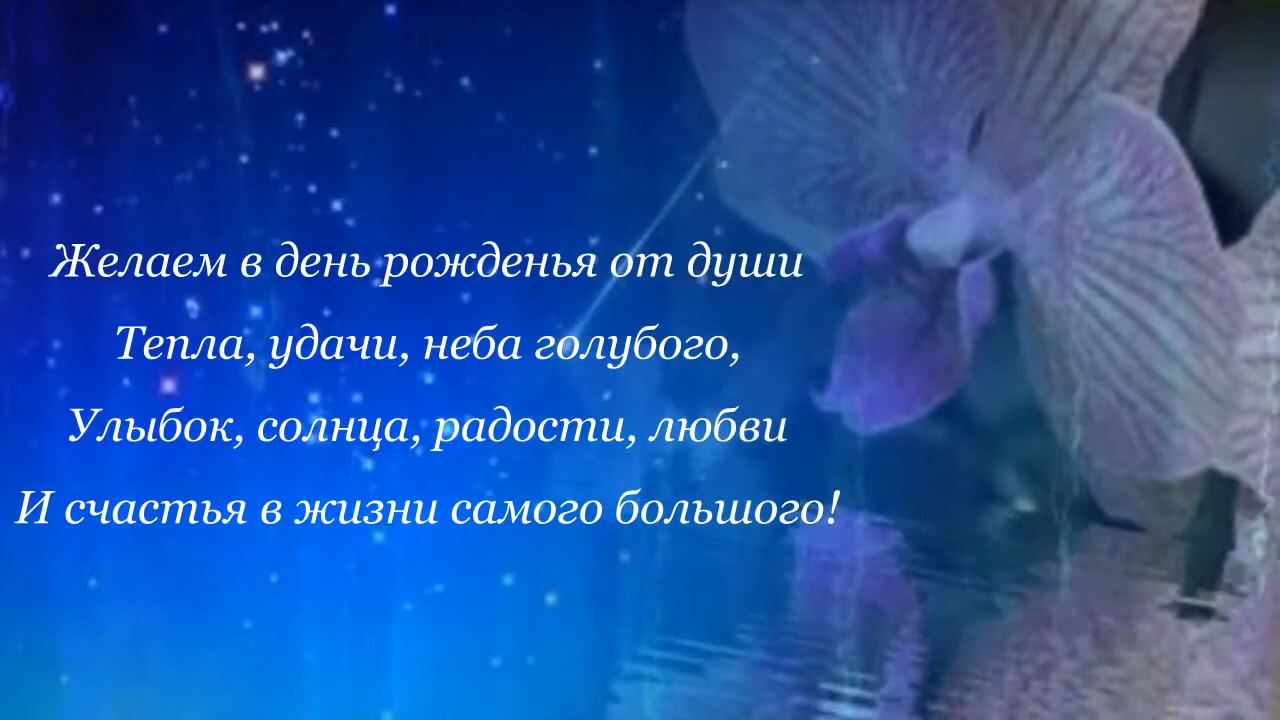 Желаем в день рожденья от души
Тепла, удачи, неба голубого,
Улыбок, солнца, радости, любви
И счастья в жизни самого большого!